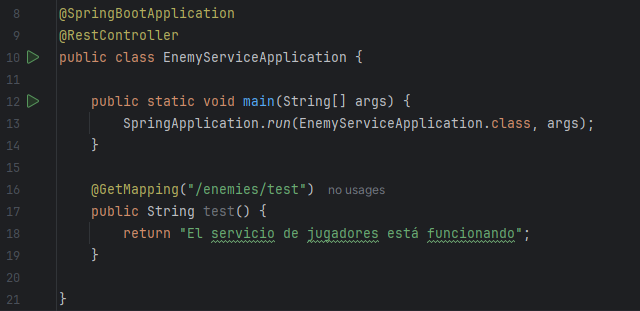 8 @SpringBootApplication
9 @RestController
10 public class EnemyServiceApplication {
11
12 public static void main(String[] args) {
13 SpringApplication.run(EnemyServiceApplication.class, args);
14 }
15
16 @GetMapping("/enemies/test") no usages
17 public String test() {
18 return "El servicio de jugadores está funcionando";
19 }
20
21 }